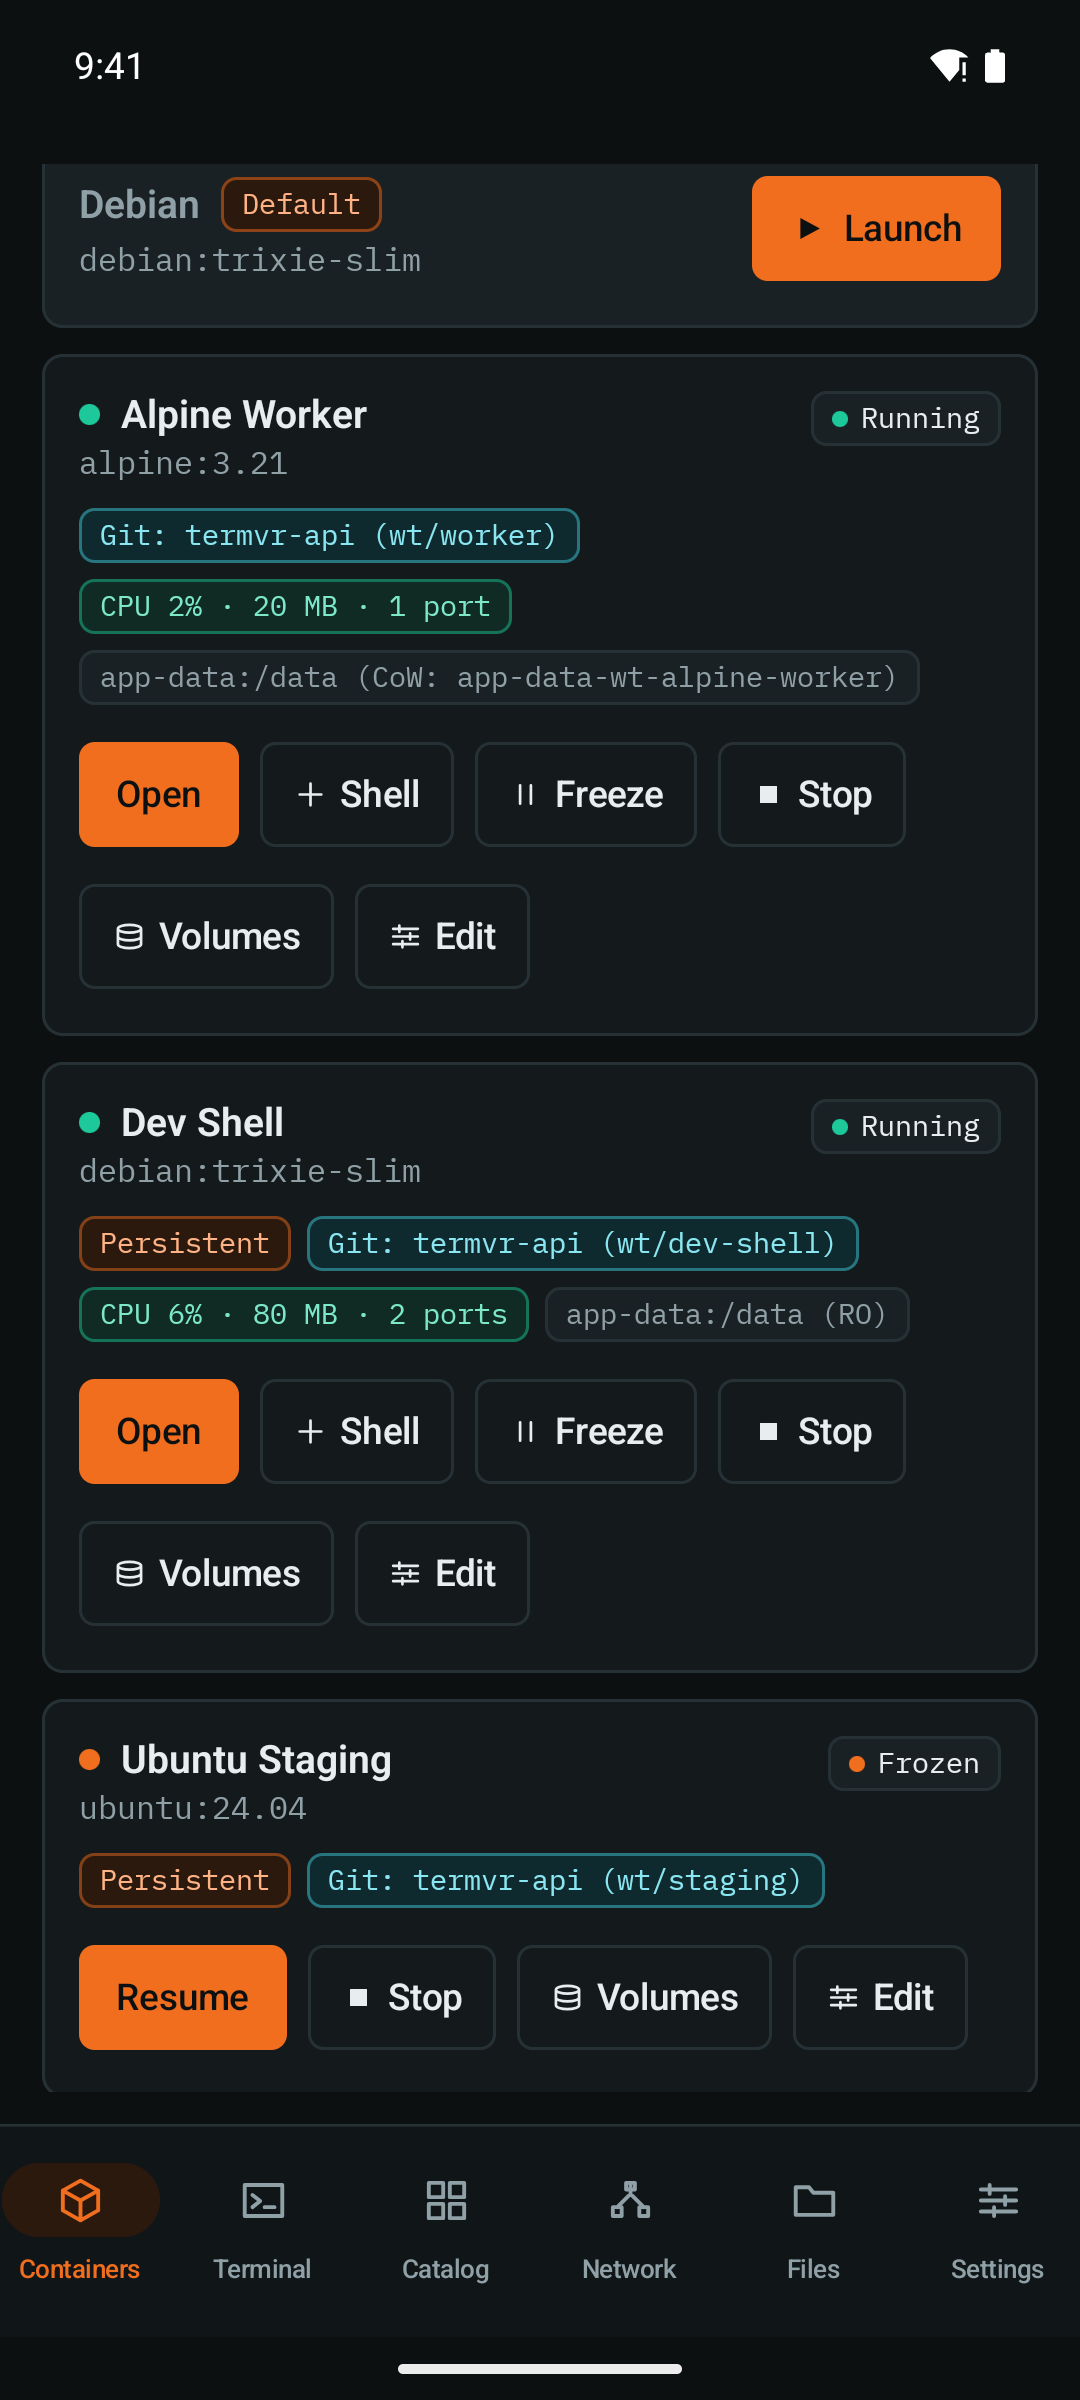 9:41
Debian Default
debian:trixie-slim
Launch
Alpine Worker
Running
alpine:3.21
Git: termvr-api (wt/worker)
CPU 2% · 20 MB · 1 port
app-data:/data (CoW: app-data-wt-alpine-worker)
Open Shell Freeze Stop
Volumes Edit
Dev Shell
Running
debian:trixie-slim
Persistent Git: termvr-api (wt/dev-shell)
CPU 6% · 80 MB · 2 ports app-data:/data (RO)
Open Shell Freeze Stop
Volumes Edit
Ubuntu Staging
Frozen
ubuntu:24.04
Persistent Git: termvr-api (wt/staging)
Resume Stop Volumes Edit
Containers Terminal Catalog Network Files Settings